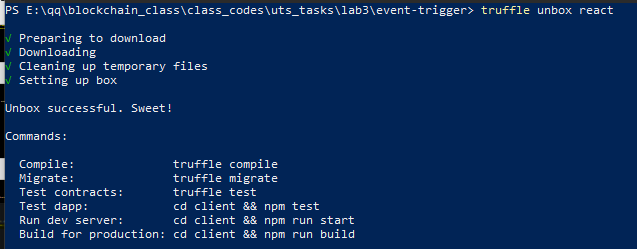 PS E:\qq\blockchain_class\class_codes\uts_tasks\lab3\event-trigger> truffle unbox react
√ Preparing to download
√ Downloading
√ Cleaning up temporary files
√ Setting up box
Unbox successful. Sweet!
Commands:
Compile: truffle compile
Migrate: truffle migrate
Test contracts: truffle test
Test dapp: cd client && npm test
Run dev server: cd client && npm run start
Build for production: cd client && npm run build